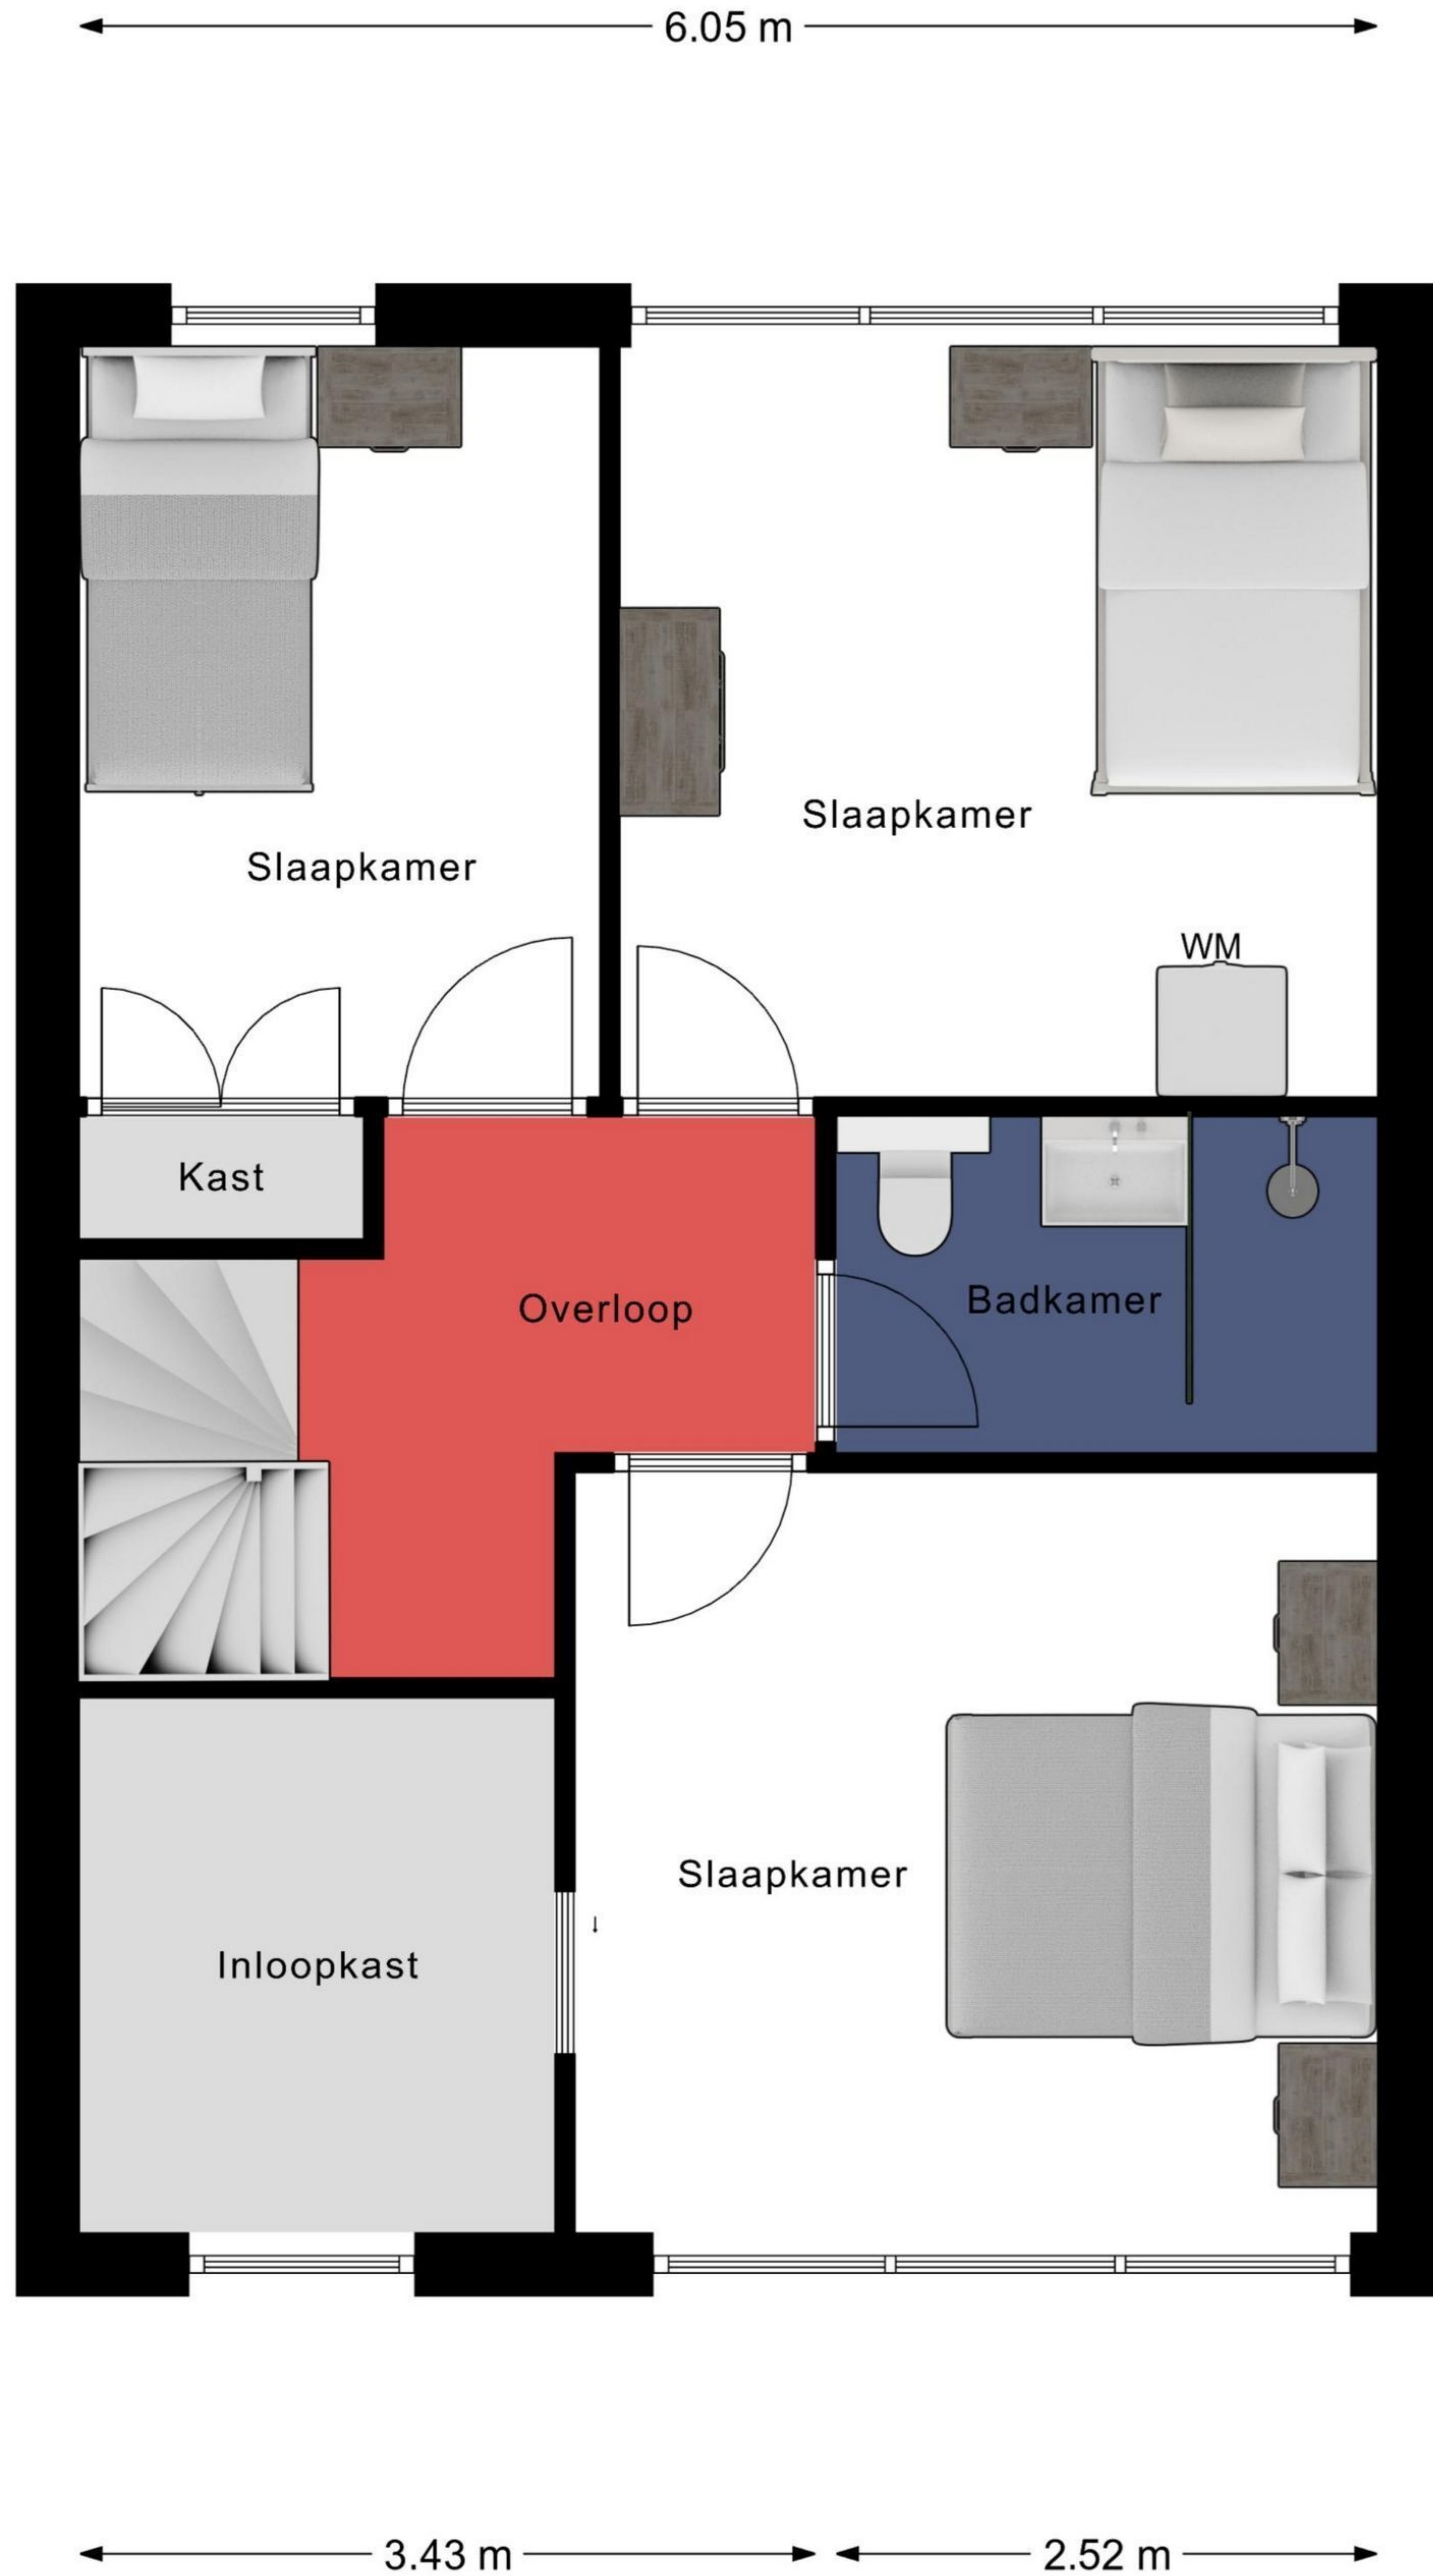 6.05 m
Slaapkamer
Slaapkamer
WM
Kast
Overloop
Badkamer
Slaapkamer
Inloopkast
3.43 m
2.52 m